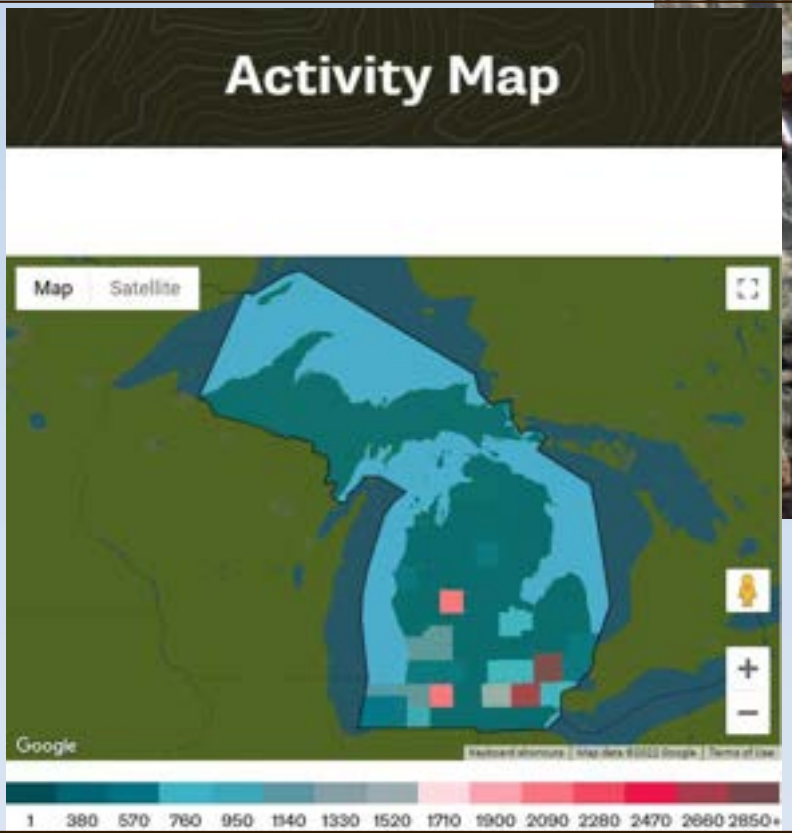 Activity Map
Map Satellite
Google
Keyboard shortcuts Map data ©2022 Google Terms of Use
1 380 570 760 950 1140 1330 1520 1710 1900 2090 2280 2470 2660 2850+